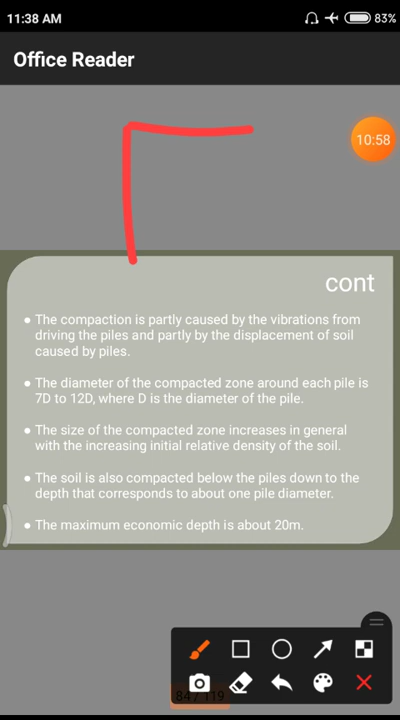 11:38 AM
83%
Office Reader
10:58
cont
● The compaction is partly caused by the vibrations from
driving the piles and partly by the displacement of soil
caused by piles.
● The diameter of the compacted zone around each pile is
7D to 12D, where D is the diameter of the pile.
● The size of the compacted zone increases in general
with the increasing initial relative density of the soil.
● The soil is also compacted below the piles down to the
depth that corresponds to about one pile diameter.
● The maximum economic depth is about 20m.